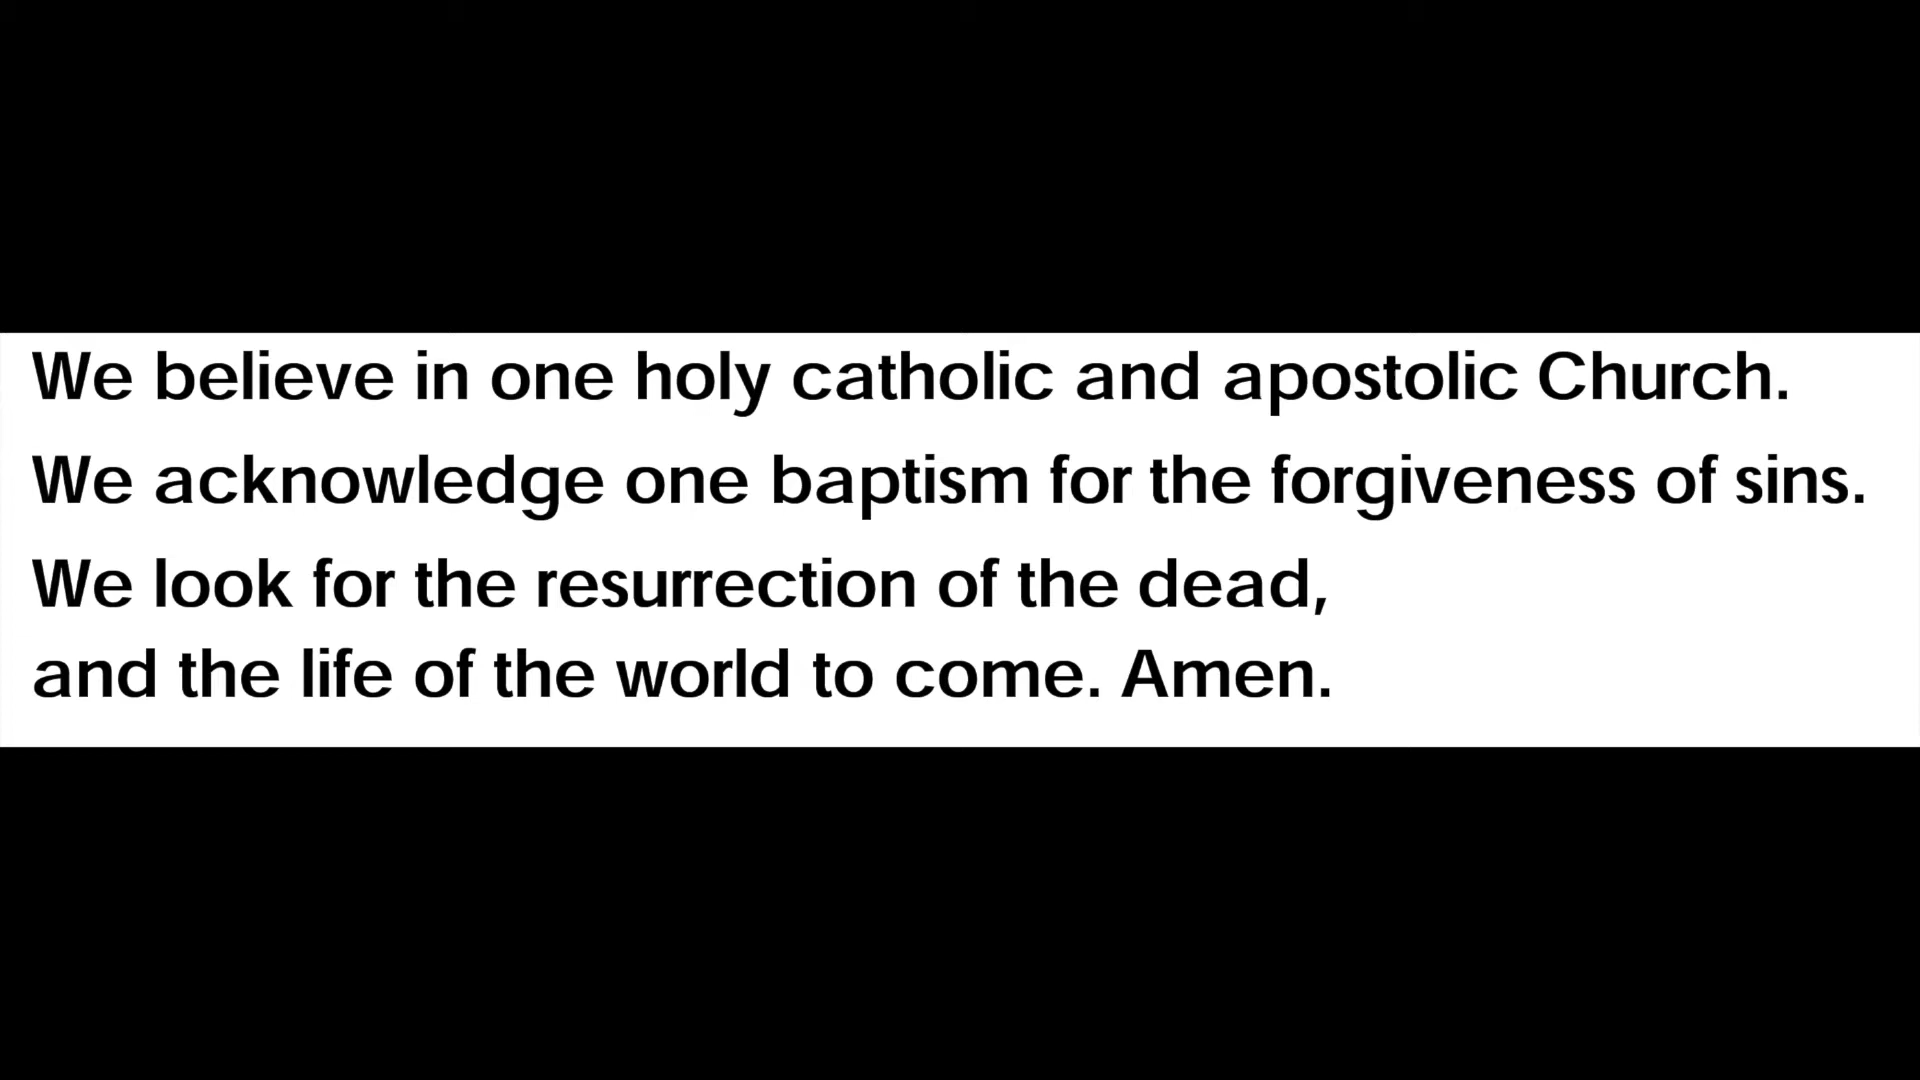 We believe in one holy catholic and apostolic Church.
We acknowledge one baptism for the forgiveness of sins.
We look for the resurrection of the dead,
and the life of the world to come. Amen.